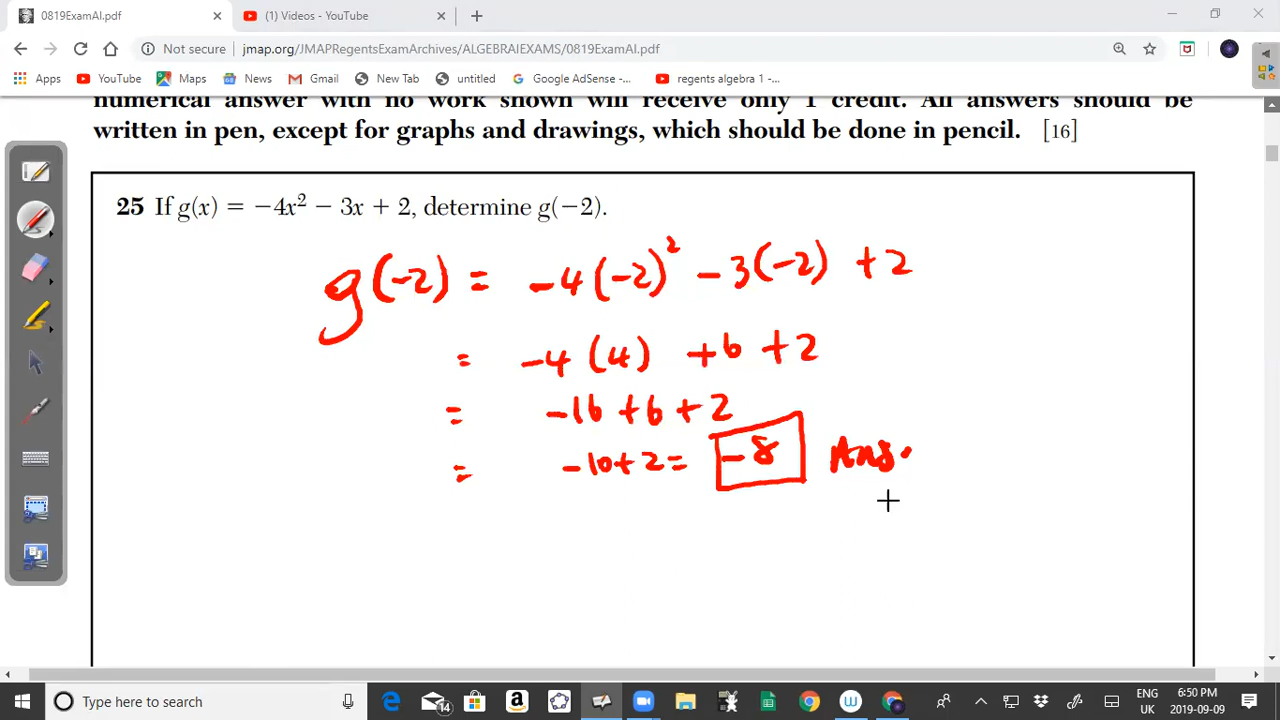 0819ExamAI.pdf
(1) Videos - YouTube
Not secure | jmap.org/JMAPRegentsExamArchives/ALGEBRAIEXAMS/0819ExamAI.pdf
Apps YouTube Maps News Gmail New Tab untitled Google AdSense -... regents algebra 1 -...
numerical answer with no work shown will receive only 1 credit. All answers should be
written in pen, except for graphs and drawings, which should be done in pencil. [16]
25 If g(x) = −4x² − 3x + 2, determine g(−2).
g(-2) = -4(-2)² -3(-2) +2
= -4(4) +6 +2
= -16 +6 +2
= -10+2= -8 Ans.
Type here to search
14
ENG
UK
6:50 PM
2019-09-09